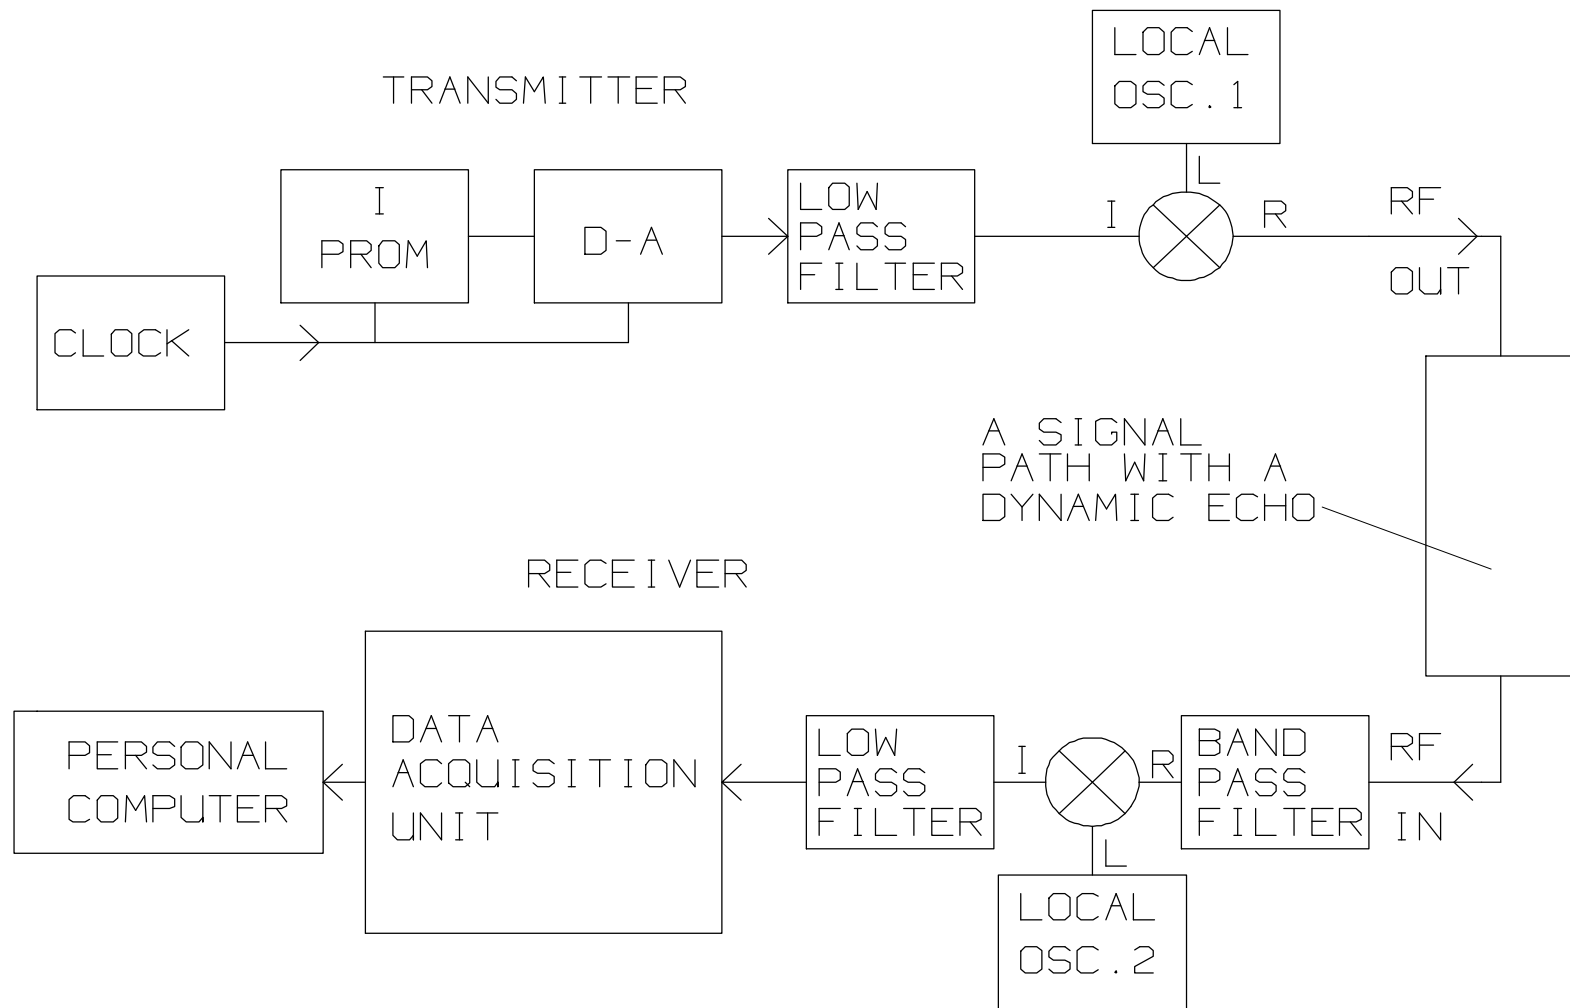 TRANSMITTER
LOCAL
OSC.1
I
PROM
D-A
LOW
PASS
FILTER
I
L
R
RF
OUT
CLOCK
A SIGNAL
PATH WITH A
DYNAMIC ECHO
RECEIVER
PERSONAL
COMPUTER
DATA
ACQUISITION
UNIT
LOW
PASS
FILTER
I
R
L
BAND
PASS
FILTER
RF
IN
LOCAL
OSC.2